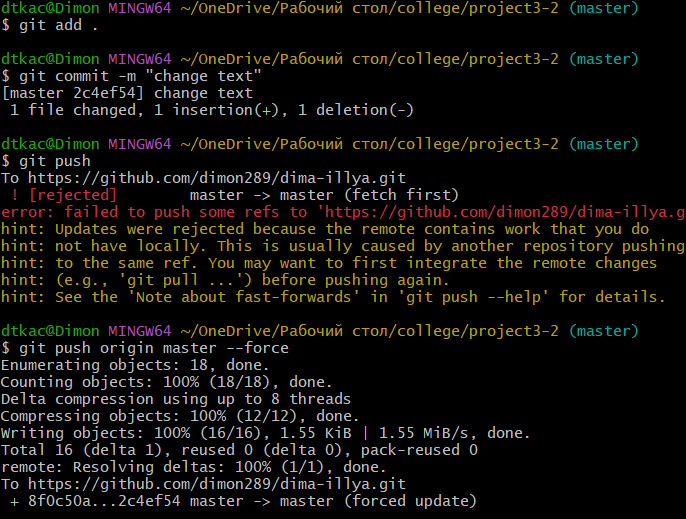 dtkac@Dimon MINGW64 ~/OneDrive/Рабочий стол/college/project3-2 (master)
$ git add .
dtkac@Dimon MINGW64 ~/OneDrive/Рабочий стол/college/project3-2 (master)
$ git commit -m "change text"
[master 2c4ef54] change text
 1 file changed, 1 insertion(+), 1 deletion(-)
dtkac@Dimon MINGW64 ~/OneDrive/Рабочий стол/college/project3-2 (master)
$ git push
To https://github.com/dimon289/dima-illya.git
 ! [rejected]        master -> master (fetch first)
error: failed to push some refs to 'https://github.com/dimon289/dima-illya.g
hint: Updates were rejected because the remote contains work that you do
hint: not have locally. This is usually caused by another repository pushing
hint: to the same ref. You may want to first integrate the remote changes
hint: (e.g., 'git pull ...') before pushing again.
hint: See the 'Note about fast-forwards' in 'git push --help' for details.
dtkac@Dimon MINGW64 ~/OneDrive/Рабочий стол/college/project3-2 (master)
$ git push origin master --force
Enumerating objects: 18, done.
Counting objects: 100% (18/18), done.
Delta compression using up to 8 threads
Compressing objects: 100% (12/12), done.
Writing objects: 100% (16/16), 1.55 KiB | 1.55 MiB/s, done.
Total 16 (delta 1), reused 0 (delta 0), pack-reused 0
remote: Resolving deltas: 100% (1/1), done.
To https://github.com/dimon289/dima-illya.git
 + 8f0c50a...2c4ef54 master -> master (forced update)